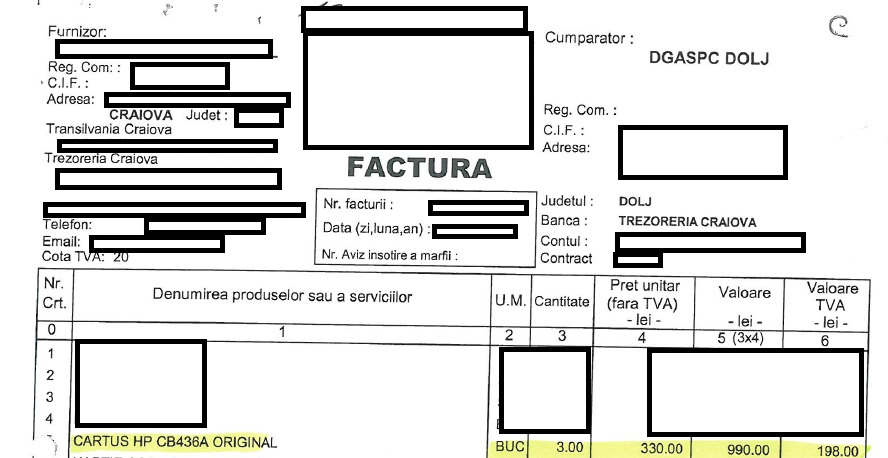 Furnizor:
Reg. Com: :
C.I.F. :
Adresa:
CRAIOVA Judet :
Transilvania Craiova
Trezoreria Craiova
Telefon:
Email:
Cota TVA: 20
FACTURA
Nr. facturii :
Data (zi,luna,an) :
Nr. Aviz insotire a marfii :
Cumparator :
DGASPC DOLJ
Reg. Com. :
C.I.F. :
Adresa:
Judetul : DOLJ
Banca : TREZORERIA CRAIOVA
Contul :
Contract
Nr. Crt. Denumirea produselor sau a serviciilor U.M. Cantitate Pret unitar (fara TVA) - lei - Valoare - lei - Valoare TVA - lei -
0 1 2 3 4 5 (3x4) 6
1
2
3
4
CARTUS HP CB436A ORIGINAL BUC 3.00 330.00 990.00 198.00